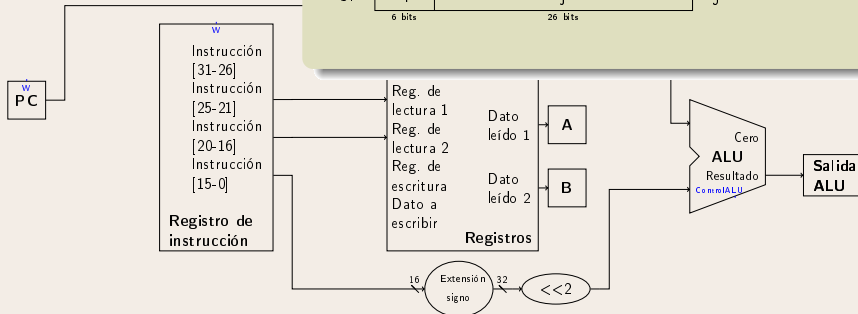 6 bits
26 bits
W
PC
W
Instrucción
[31-26]
Instrucción
[25-21]
Instrucción
[20-16]
Instrucción
[15-0]
Registro de
instrucción
Reg. de
lectura 1
Reg. de
lectura 2
Reg. de
escritura
Dato a
escribir
Dato
leído 1
Dato
leído 2
Registros
A
B
Cero
ALU
Resultado
ControlALU
Salida
ALU
16
Extensión
signo
32
<<2